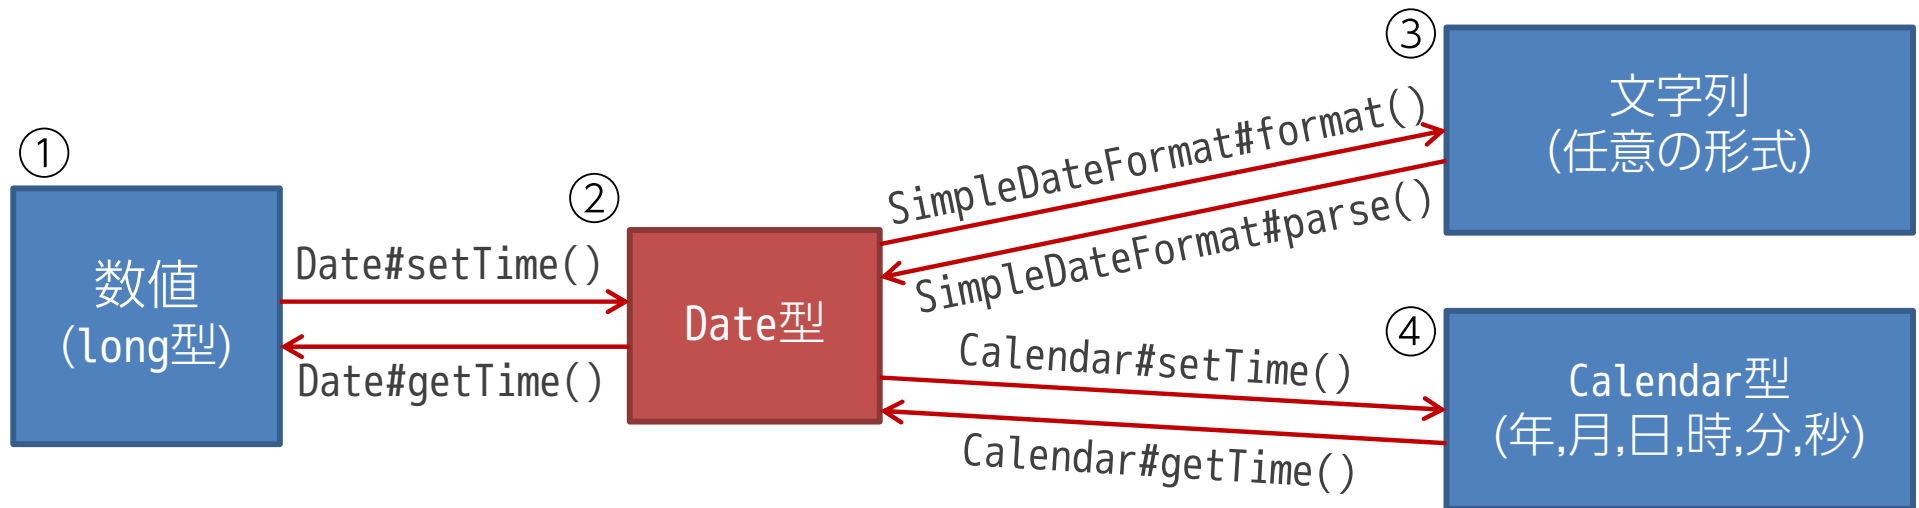 ①
数値
(long型)
Date#setTime()
Date#getTime()
②
Date型
SimpleDateFormat#format()
SimpleDateFormat#parse()
③
文字列
(任意の形式)
Calendar#setTime()
Calendar#getTime()
④
Calendar型
(年,月,日,時,分,秒)